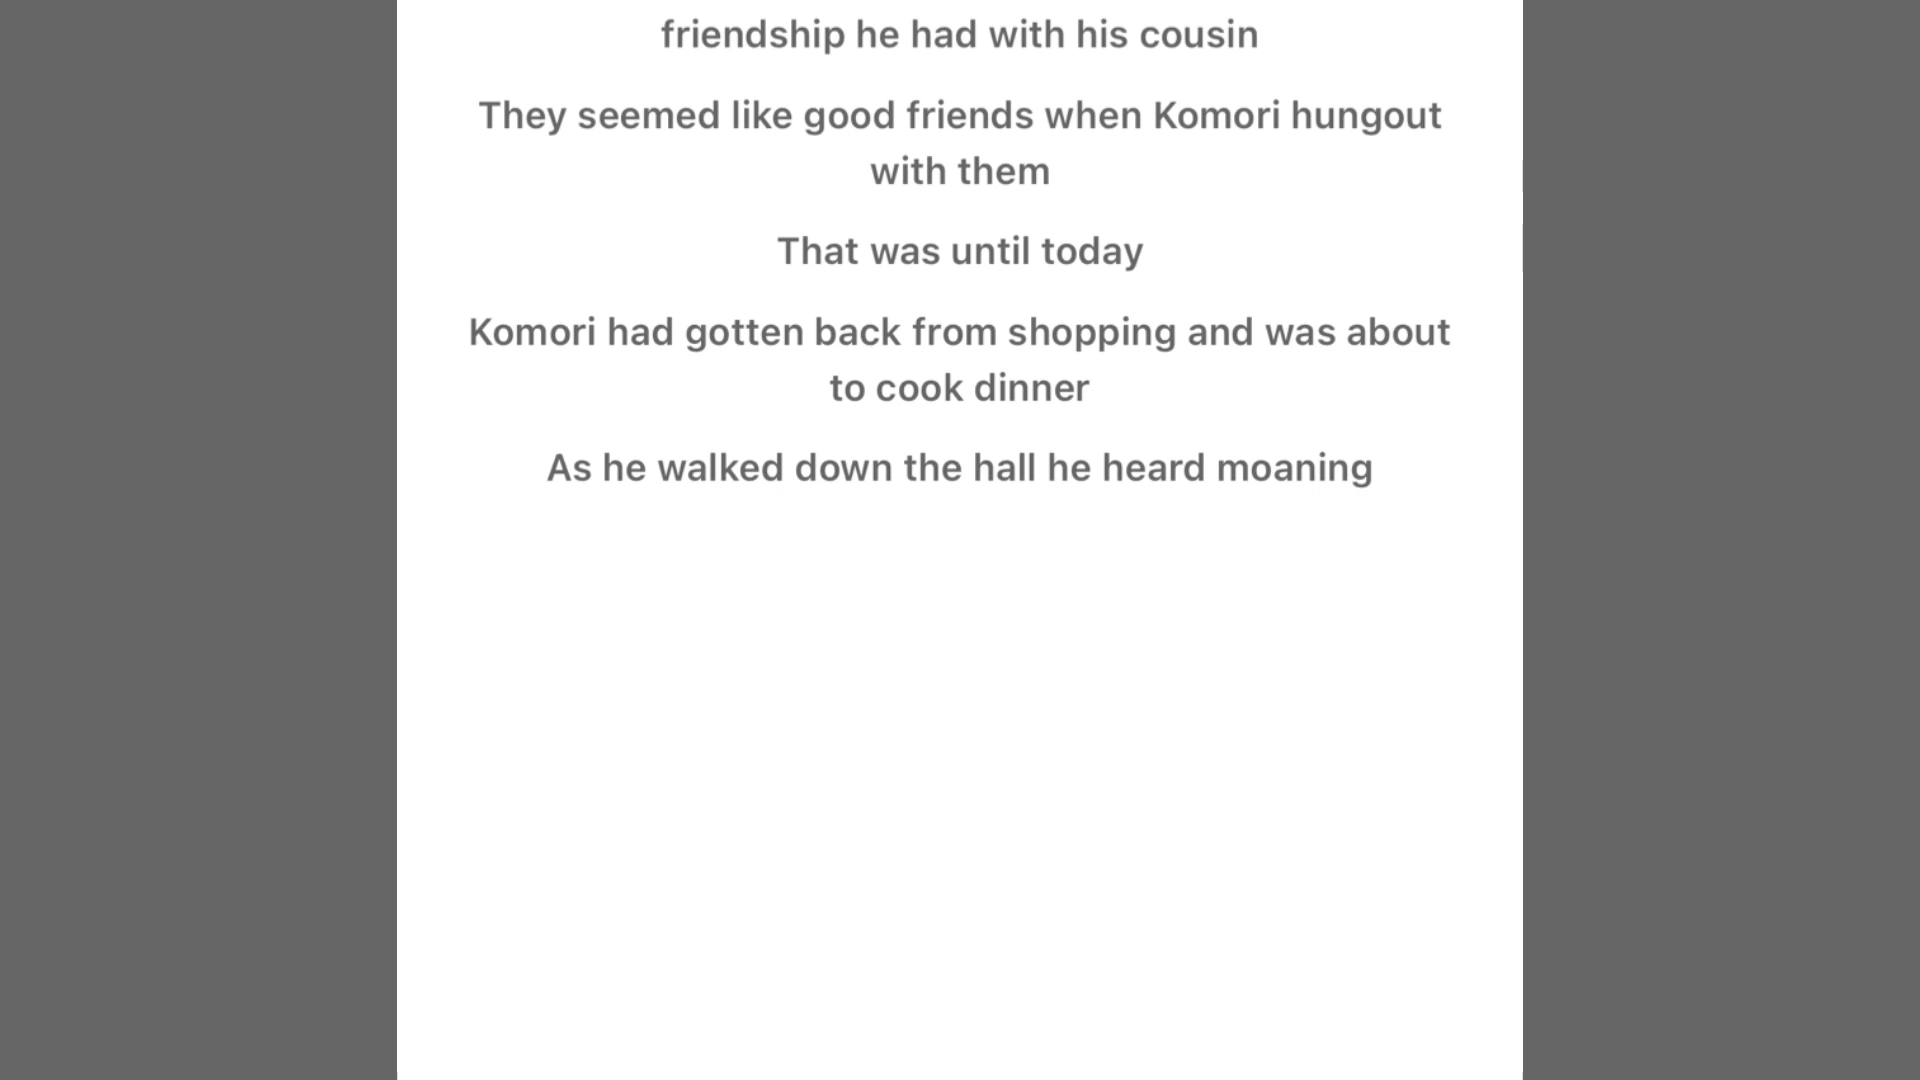 friendship he had with his cousin
They seemed like good friends when Komori hungout
with them
That was until today
Komori had gotten back from shopping and was about
to cook dinner
As he walked down the hall he heard moaning